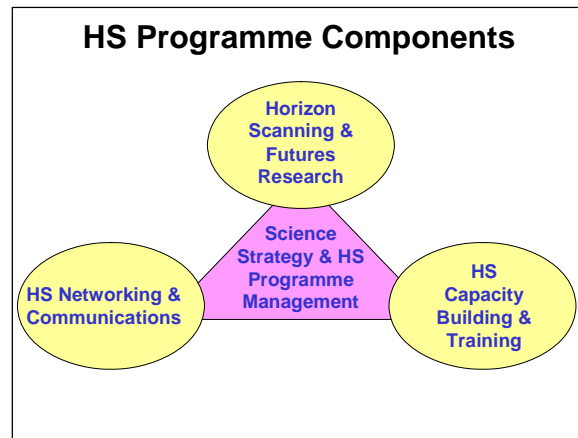 HS Programme Components
Horizon
Scanning &
Futures
Research
Science
Strategy & HS
Programme
Management
HS Networking &
Communications
HS
Capacity
Building &
Training